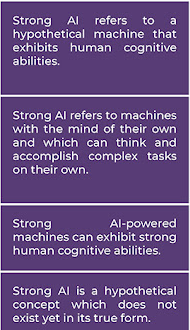 Strong AI refers to a
hypothetical machine that
exhibits human cognitive
abilities.
Strong AI refers to machines
with the mind of their own
and which can think and
accomplish complex tasks
on their own.
Strong AI-powered
machines can exhibit strong
human cognitive abilities.
Strong AI is a hypothetical
concept which does not
exist yet in its true form.